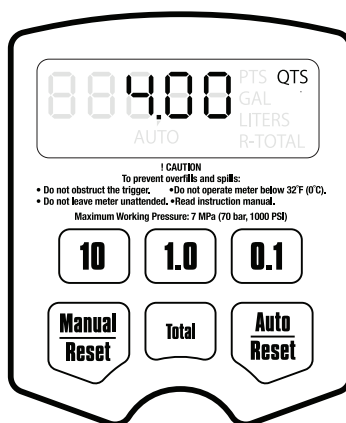 4.00
PTS QTS
GAL
LITERS
AUTO R-TOTAL
! CAUTION
To prevent overfills and spills:
• Do not obstruct the trigger. •Do not operate meter below 32˚F (0˚C).
• Do not leave meter unattended. •Read instruction manual.
Maximum Working Pressure: 7 MPa (70 bar, 1000 PSI)
10 1.0 0.1
Manual Total Auto
Reset Reset